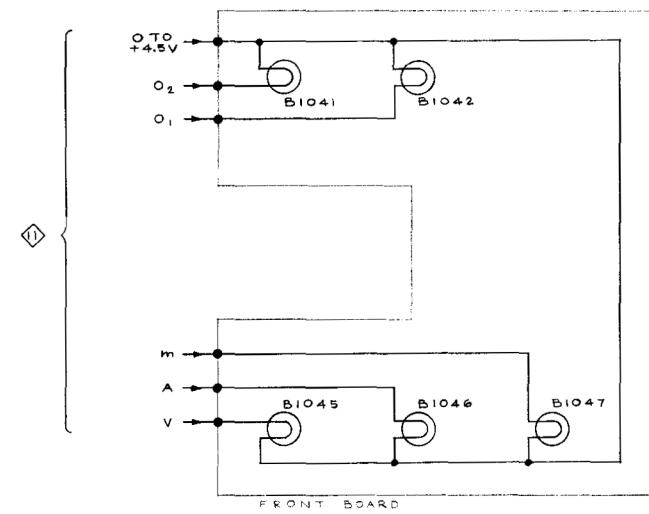 O TO
+4.5V
O₂
O₁
B1041
B1042
11
m
A
V
B1045
B1046
B1047
FRONT BOARD